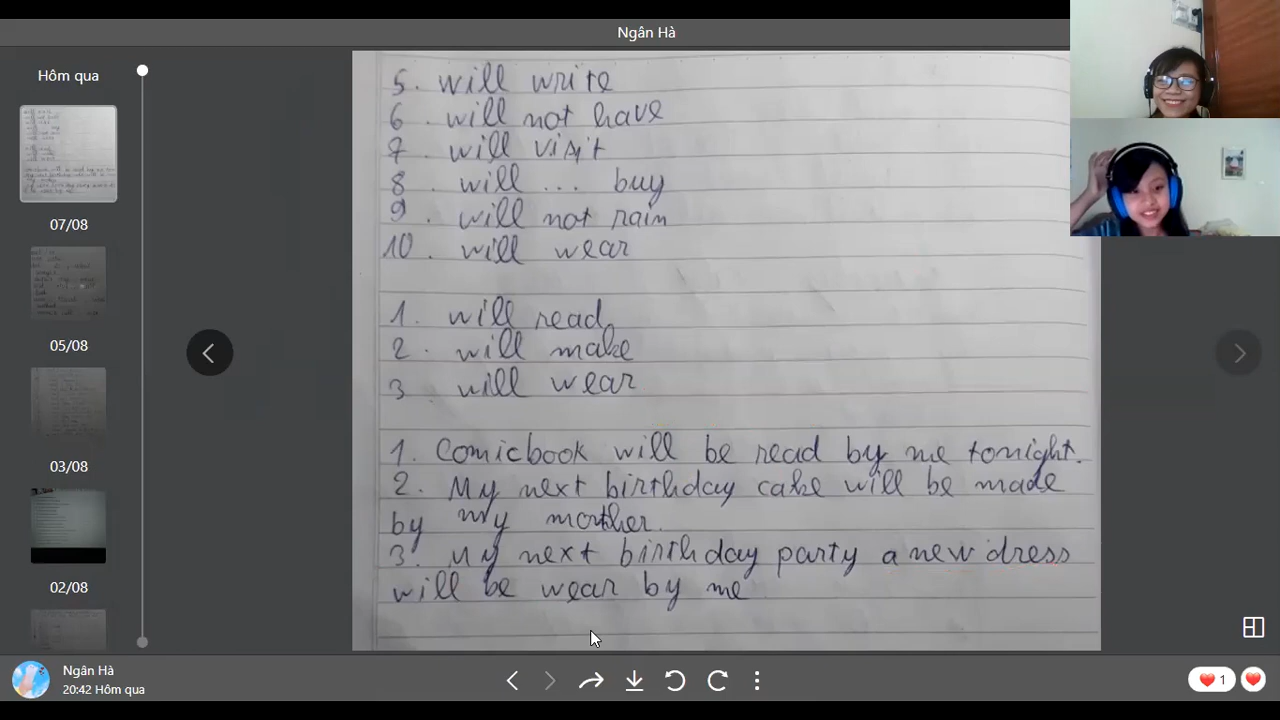 Ngân Hà
Hôm qua
07/08
05/08
03/08
02/08
5. will write
6. will not have
7. will visit
8. will ... buy
9. will not rain
10. will wear
1. will read
2. will make
3. will wear
1. Comicbook will be read by me tonight.
2. My next birthday cake will be made
by my morther.
3. My next birthday party a new dress
will be wear by me
Ngân Hà
20:42 Hôm qua
1